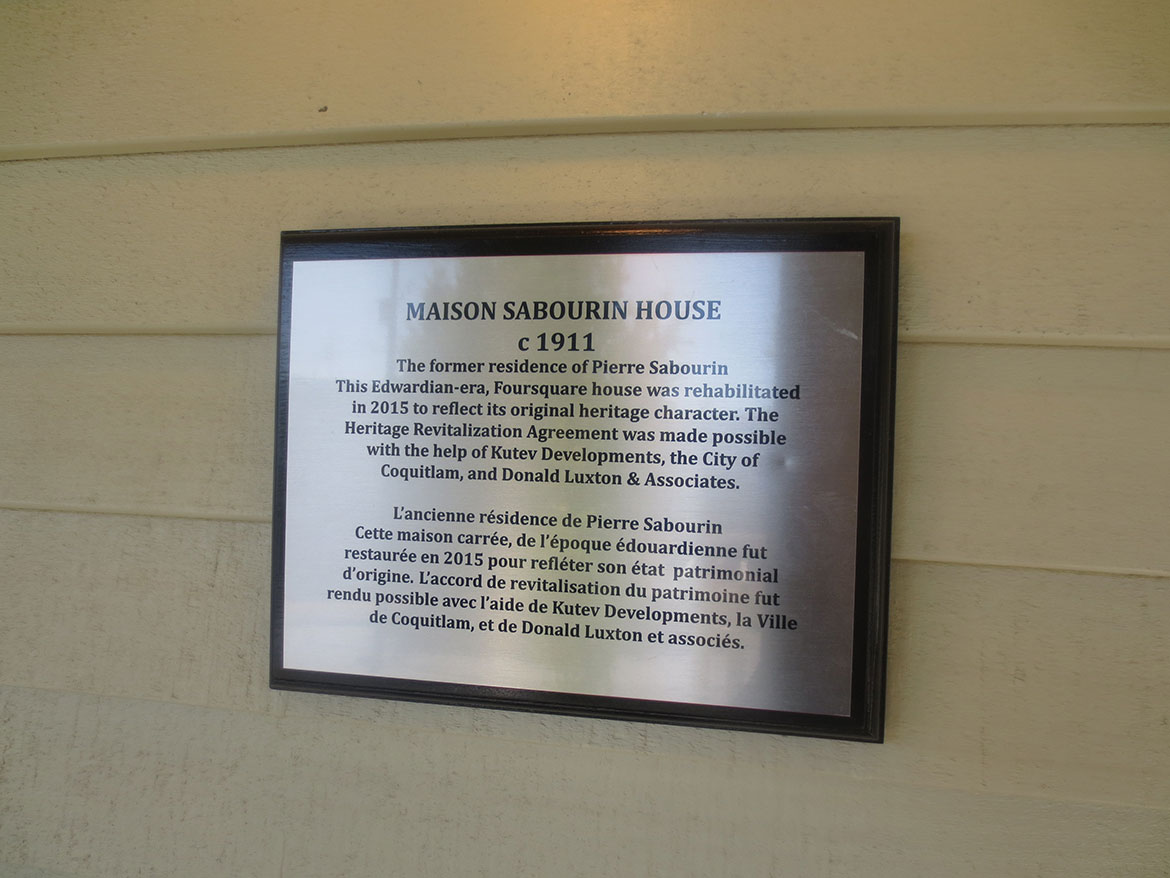 MAISON SABOURIN HOUSE
c 1911
The former residence of Pierre Sabourin
This Edwardian-era, Foursquare house was rehabilitated
in 2015 to reflect its original heritage character. The
Heritage Revitalization Agreement was made possible
with the help of Kutev Developments, the City of
Coquitlam, and Donald Luxton & Associates.
L'ancienne résidence de Pierre Sabourin
Cette maison carrée, de l'époque édouardienne fut
restaurée en 2015 pour refléter son état patrimonial
d'origine. L'accord de revitalisation du patrimoine fut
rendu possible avec l'aide de Kutev Developments, la Ville
de Coquitlam, et de Donald Luxton et associés.